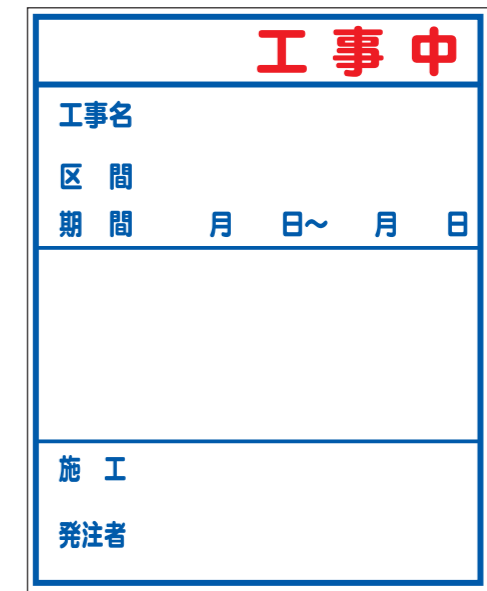 工事中
工事名
区　間
期　間　　月　　日～　月　　日
施　工
発注者